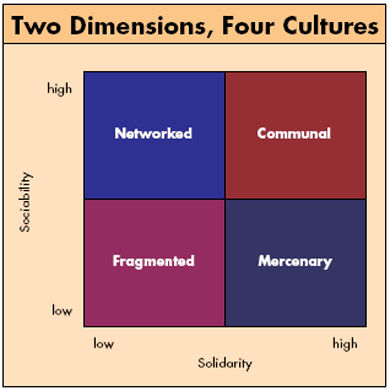 Two Dimensions, Four Cultures
high
Networked
Communal
Sociability
Fragmented
Mercenary
low
low
high
Solidarity